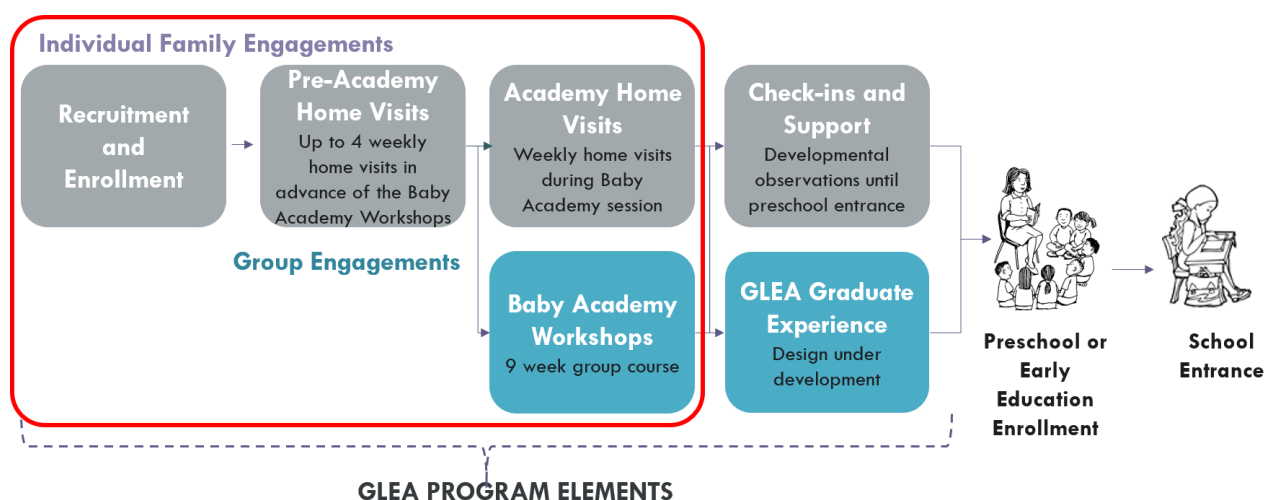 Individual Family Engagements
Recruitment
and
Enrollment
Pre-Academy
Home Visits
Up to 4 weekly
home visits in
advance of the Baby
Academy Workshops
Academy Home
Visits
Weekly home visits
during Baby
Academy session
Check-ins and
Support
Developmental
observations until
preschool entrance
Group Engagements
Baby Academy
Workshops
9 week group course
GLEA Graduate
Experience
Design under
development
Preschool or
Early
Education
Enrollment
School
Entrance
GLEA PROGRAM ELEMENTS